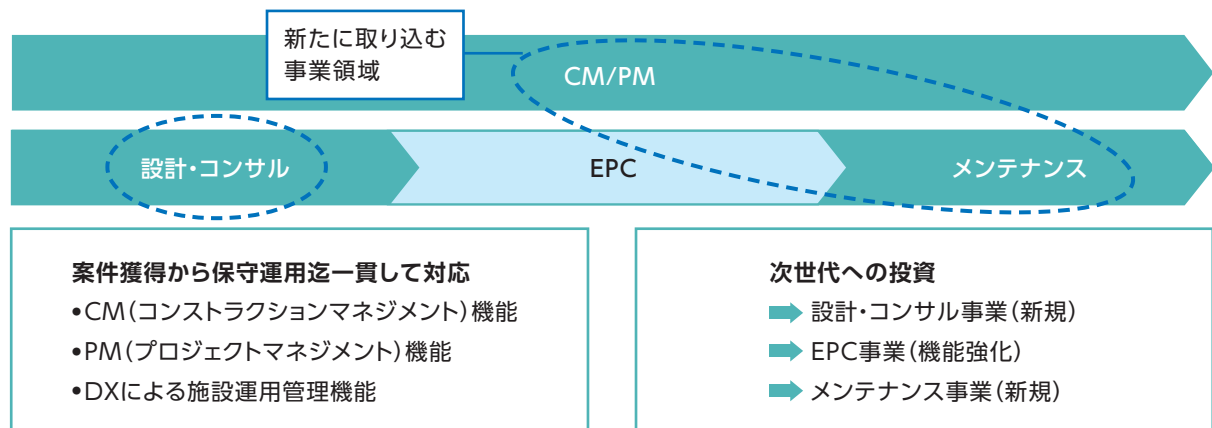 新たに取り込む
事業領域
CM/PM
設計・コンサル
EPC
メンテナンス
案件獲得から保守運用迄一貫して対応
•CM(コンストラクションマネジメント)機能
•PM(プロジェクトマネジメント)機能
•DXによる施設運用管理機能
次世代への投資
設計・コンサル事業(新規)
EPC事業(機能強化)
メンテナンス事業(新規)